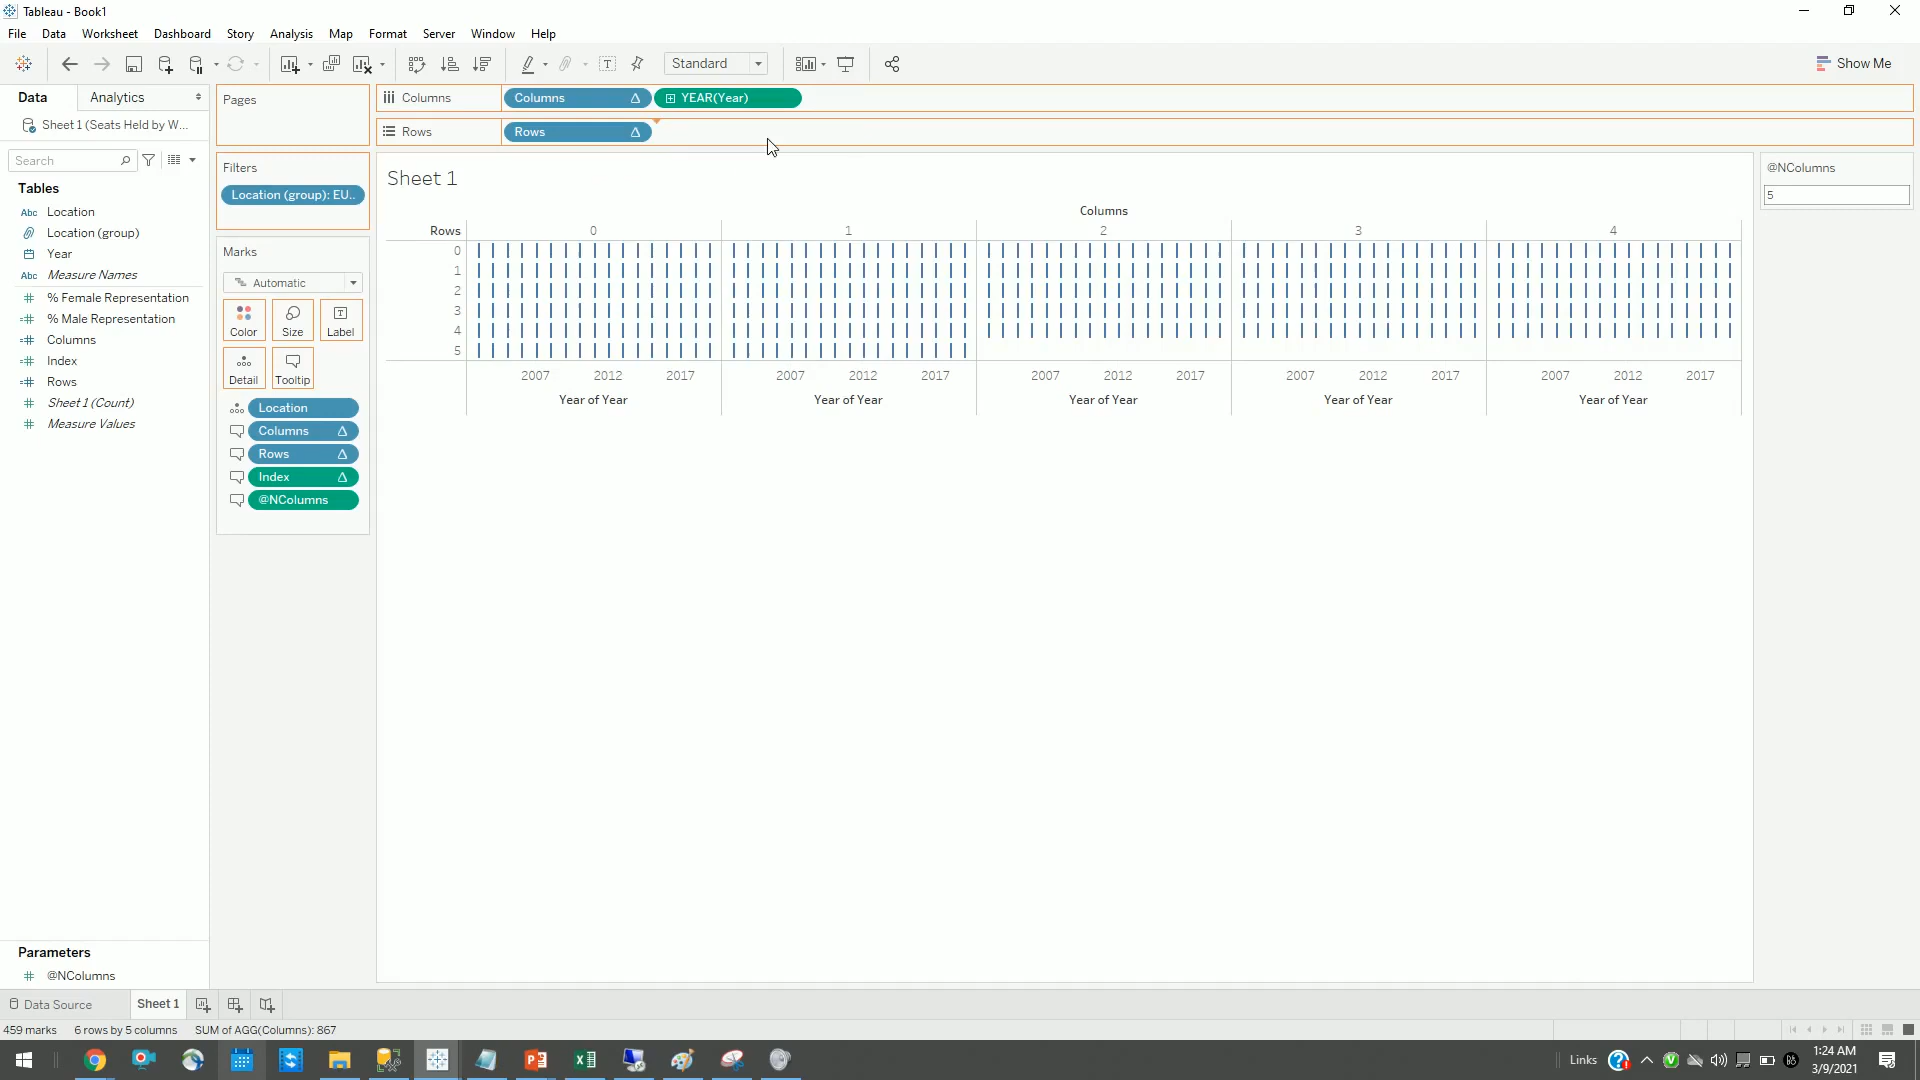 Tableau - Book1
File Data Worksheet Dashboard Story Analysis Map Format Server Window Help
Standard
Show Me
Data Analytics
Sheet 1 (Seats Held by W...
Search
Tables
Abc Location
Location (group)
Year
Abc Measure Names
% Female Representation
% Male Representation
Columns
Index
Rows
Sheet 1 (Count)
Measure Values
Parameters
@NColumns
Pages
Filters
Location (group): EU..
Marks
Automatic
Color Size Label
Detail Tooltip
Location
Columns
Rows
Index
@NColumns
Columns Columns YEAR(Year)
Rows Rows
Sheet 1
Columns
Rows 0 1 2 3 4
0
1
2
3
4
5
2007 2012 2017 2007 2012 2017 2007 2012 2017 2007 2012 2017 2007 2012 2017
Year of Year Year of Year Year of Year Year of Year Year of Year
@NColumns
5
Data Source Sheet 1
459 marks 6 rows by 5 columns SUM of AGG(Columns): 867
Links 1:24 AM
3/9/2021